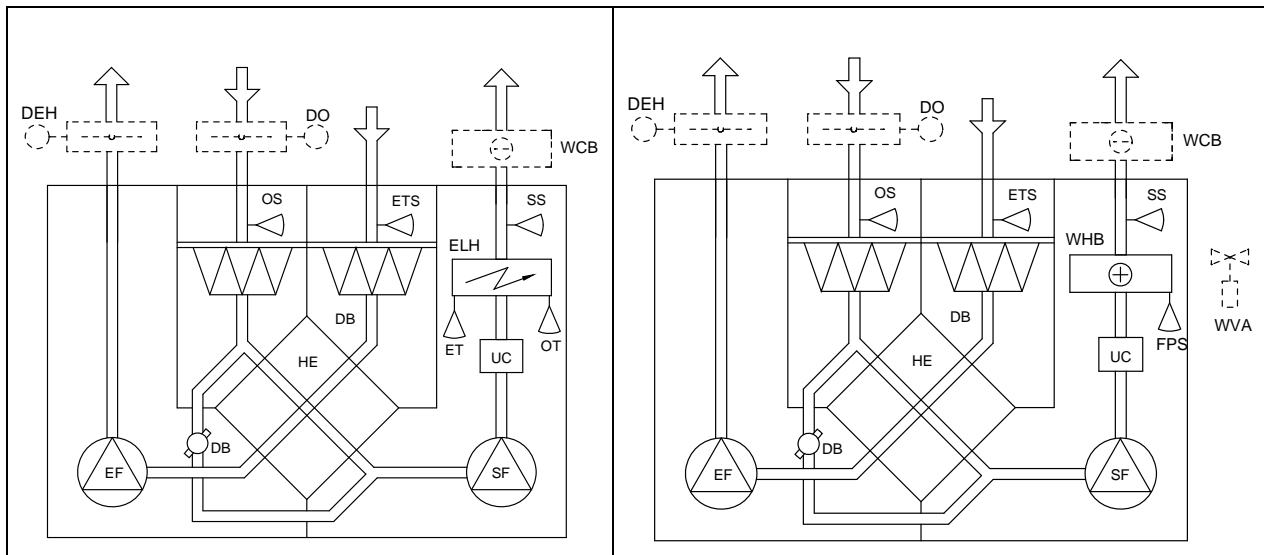 DEH
DO
WCB
OS
ETS
SS
ELH
DB
ET
OT
HE
UC
DB
EF
SF
DEH
DO
WCB
OS
ETS
SS
WHB
DB
FPS
WVA
HE
UC
DB
EF
SF